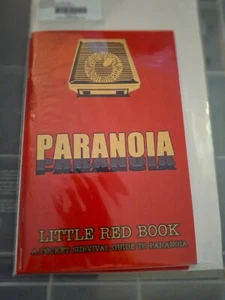 PARANOIA
LITTLE RED BOOK
A POCKET SURVIVAL GUIDE TO PARANOIA